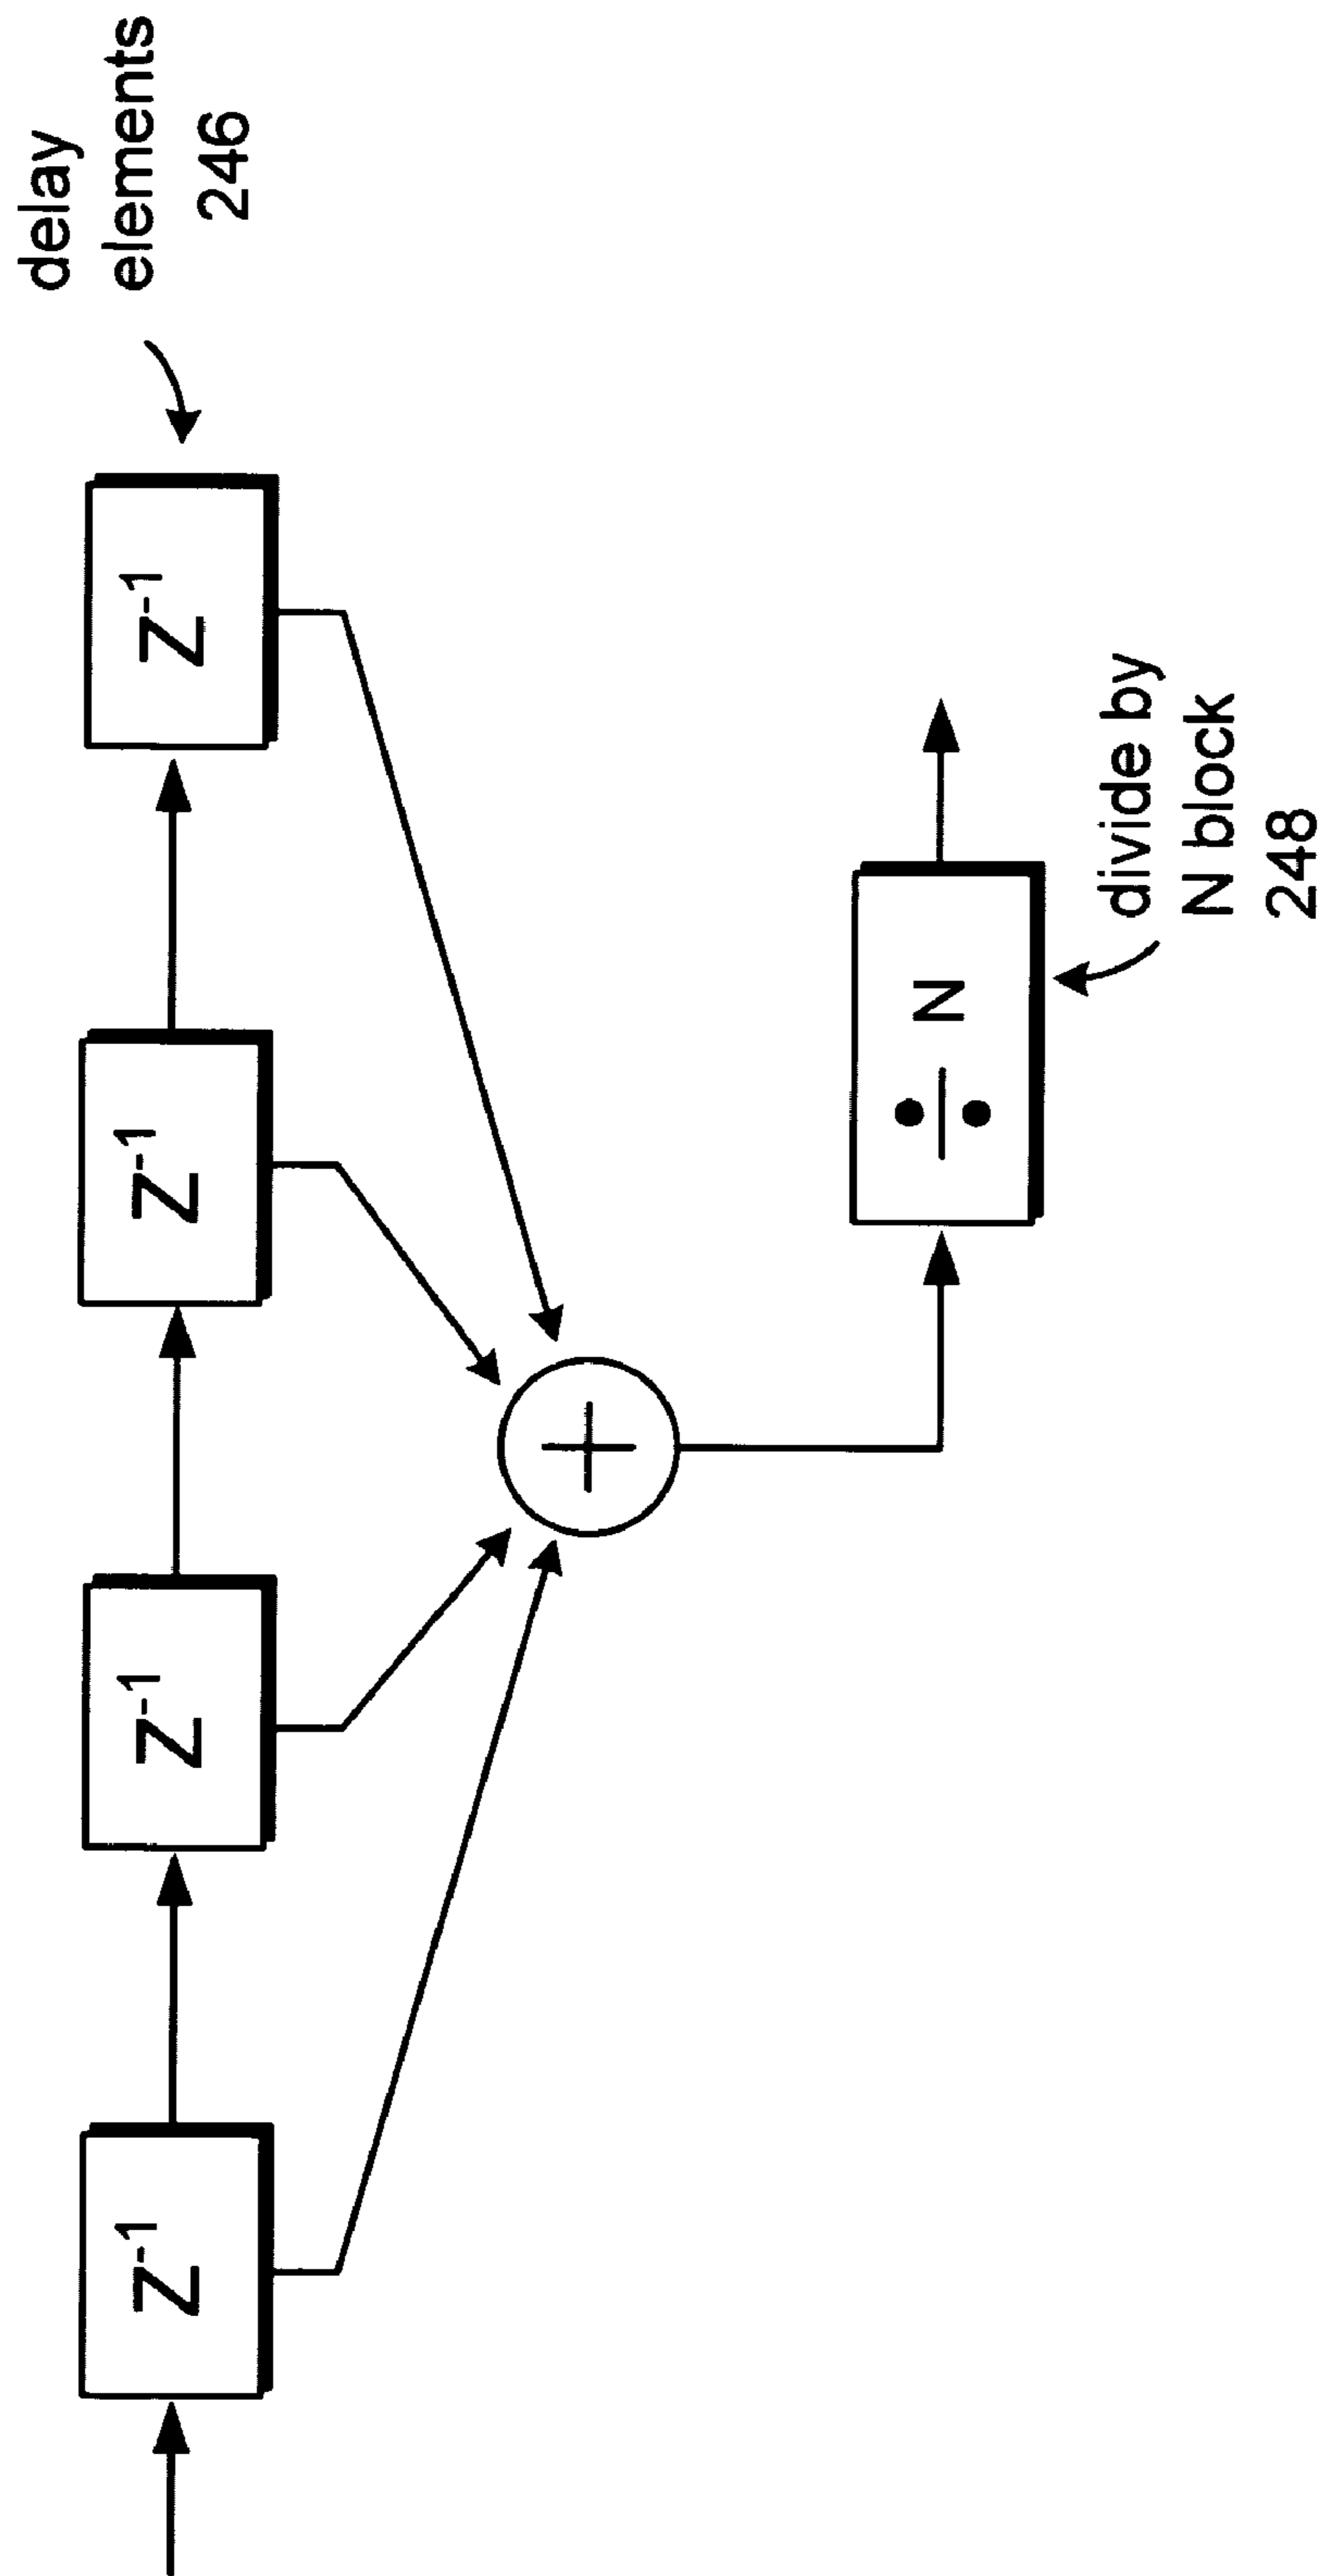 delay
elements
246
Z-1
Z-1
Z-1
Z-1
÷ N
divide by
N block
248